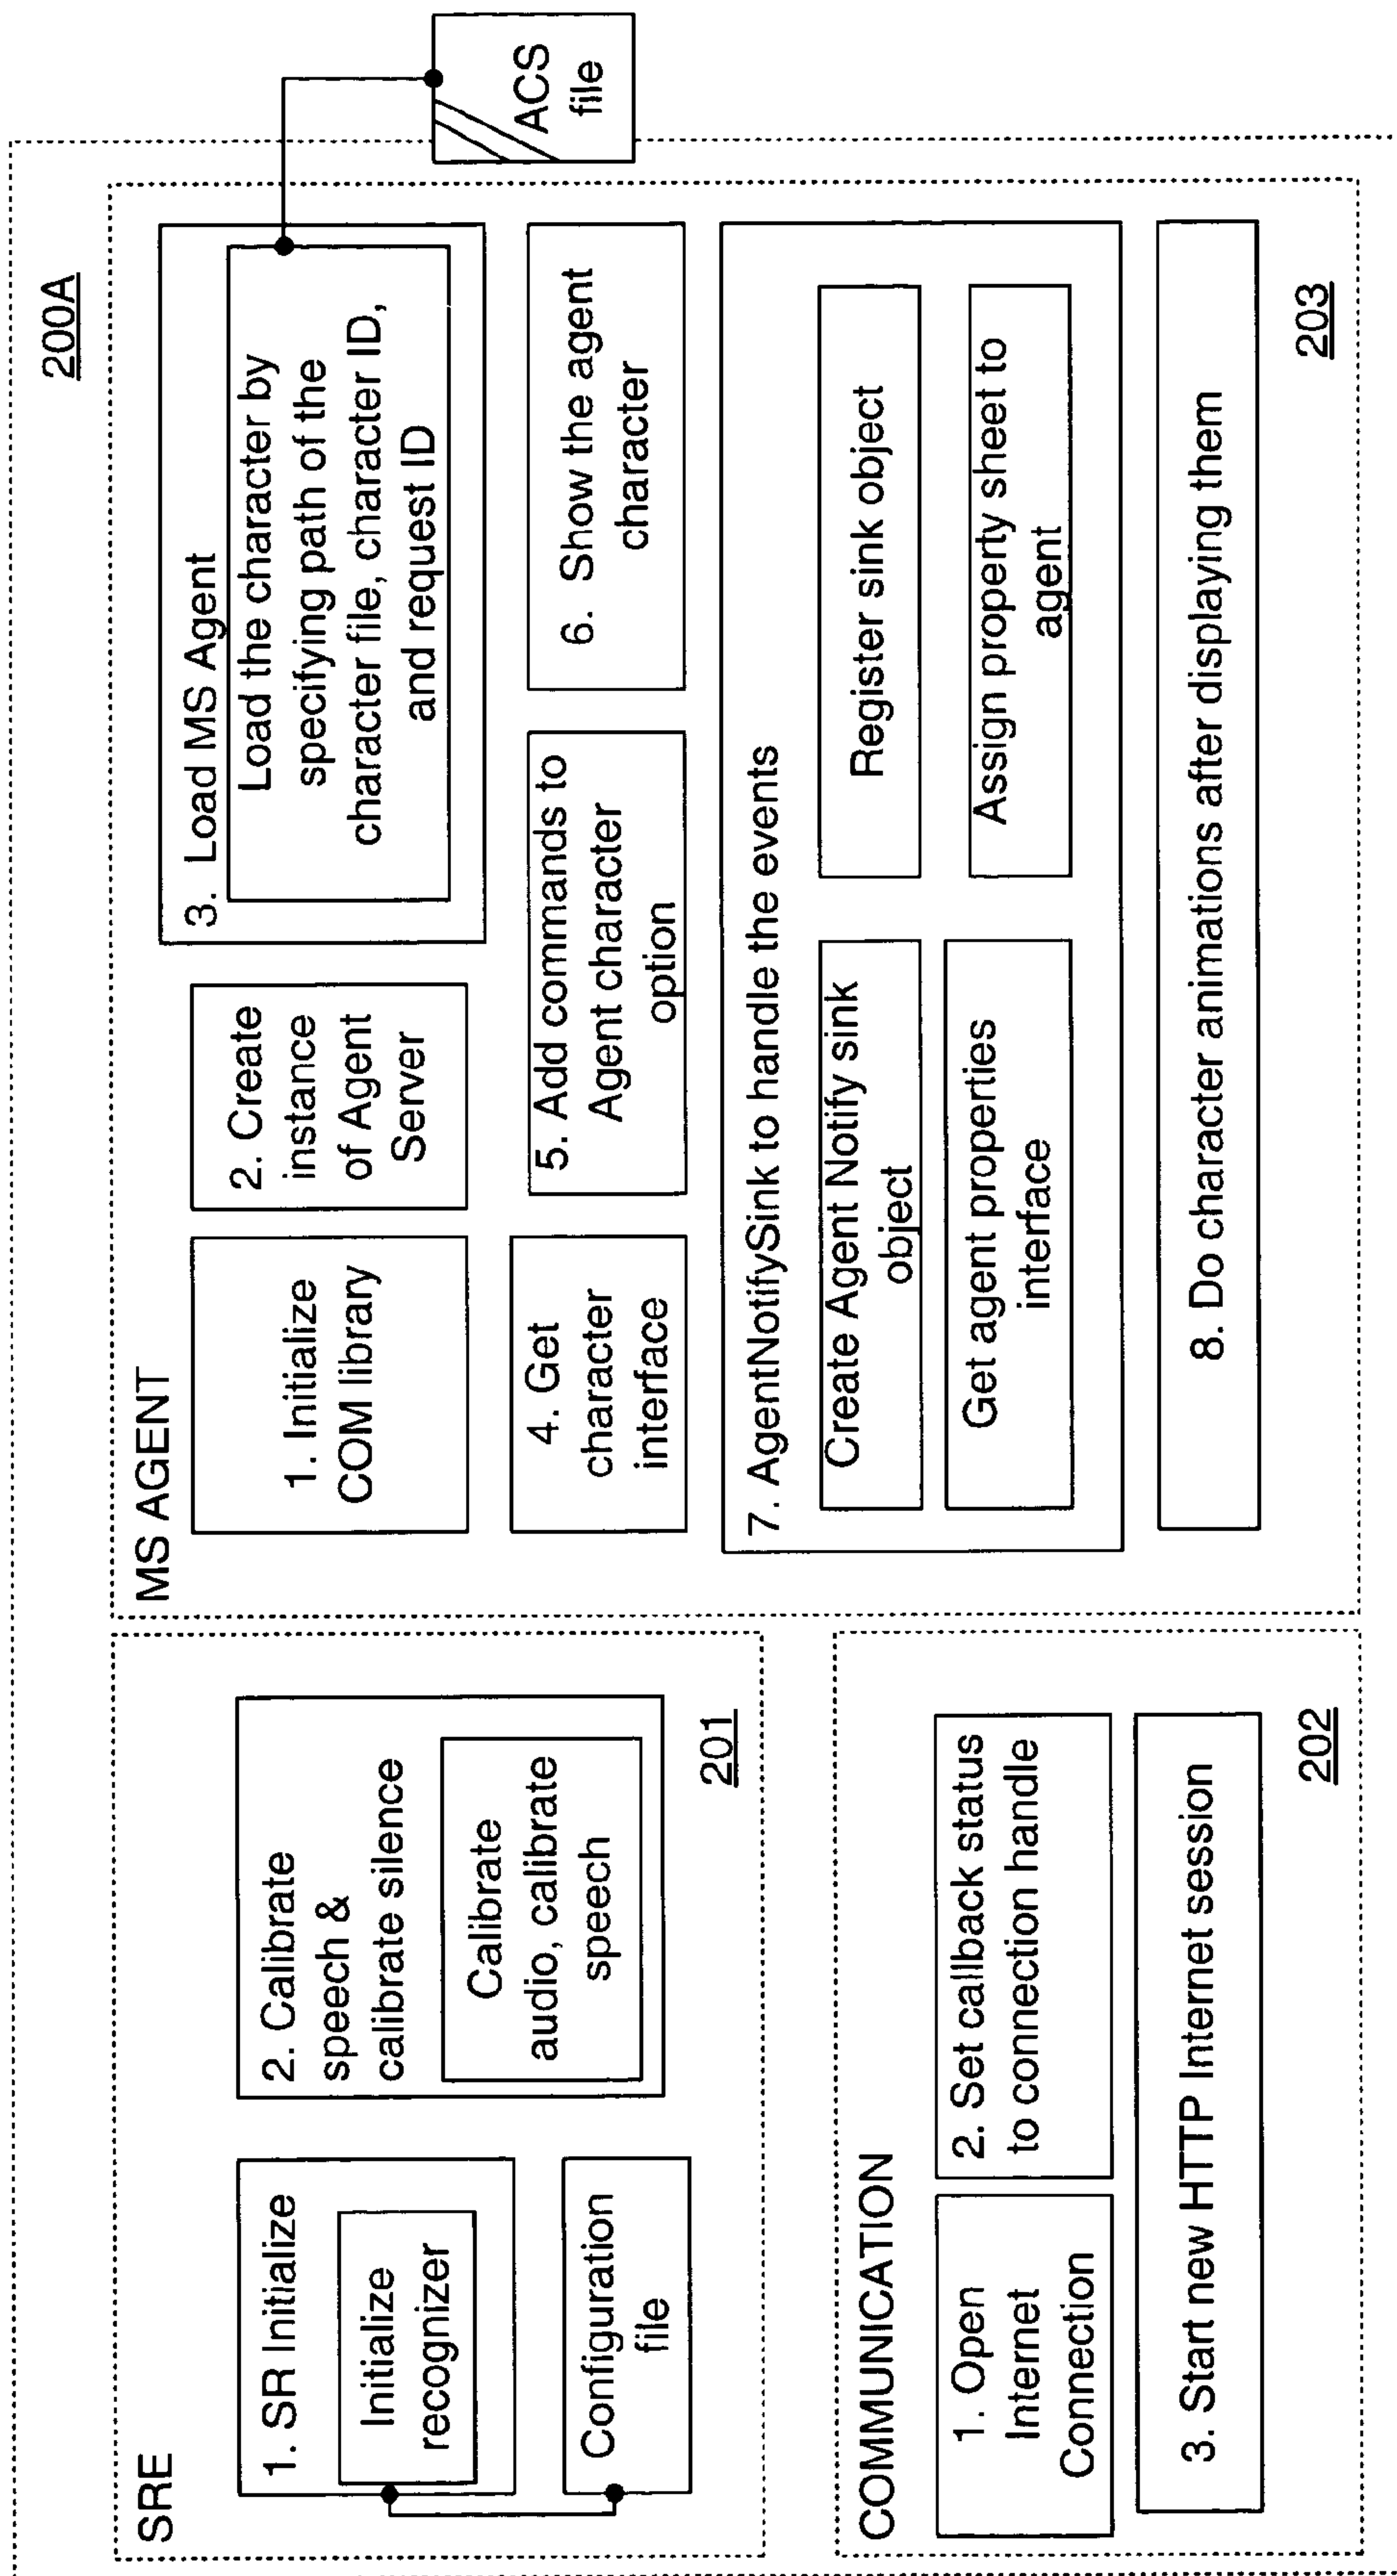 200A
SRE
1. SR Initialize
Initialize
recognizer
Configuration
file
2. Calibrate
speech &
calibrate silence
Calibrate
audio, calibrate
speech
201
COMMUNICATION
1. Open
Internet
Connection
2. Set callback status
to connection handle
3. Start new HTTP Internet session
202
MS AGENT
1. Initialize
COM library
2. Create
instance
of Agent
Server
3. Load MS Agent
Load the character by
specifying path of the
character file, character ID,
and request ID
ACS
file
4. Get
character
interface
5. Add commands to
Agent character
option
6. Show the agent
character
7. AgentNotifySink to handle the events
Create Agent Notify sink
object
Register sink object
Get agent properties
interface
Assign property sheet to
agent
8. Do character animations after displaying them
203